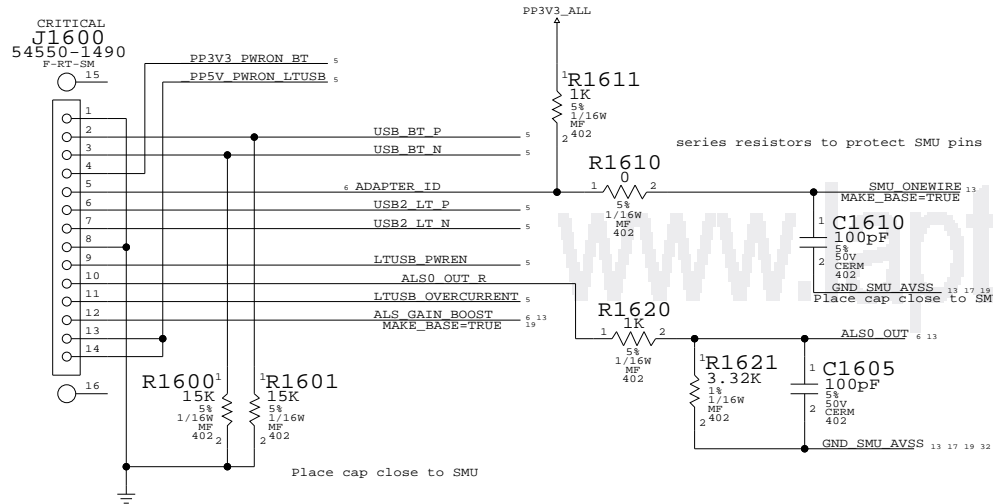 PP3V3_ALL
CRITICAL
J1600
54550-1490
F-RT-SM
15
PP3V3_PWRON_BT 5
_PP5V_PWRON_LTUSB 5
1
2
3
4
5
6
7
8
9
10
11
12
13
14
16
USB_BT_P 5
USB_BT_N 5
6 ADAPTER_ID
USB2_LT_P 5
USB2_LT_N 5
LTUSB_PWREN 5
ALS0_OUT_R
LTUSB_OVERCURRENT 5
ALS_GAIN_BOOST 6 13
MAKE_BASE=TRUE 19
1
R1611
1K
5%
1/16W
MF
402
2
series resistors to protect SMU pins
R1610
0
1 2
5%
1/16W
MF
402
SMU_ONEWIRE 13
MAKE_BASE=TRUE
1
C1610
100pF
5%
50V
CERM
402
2
GND_SMU_AVSS 13 17 19
Place cap close to SM
www.lapt
R1620
1K
1 2
5%
1/16W
MF
402
ALS0_OUT 6 13
1
R1621
3.32K
1%
1/16W
MF
402
2
1
C1605
100pF
5%
50V
CERM
402
2
GND_SMU_AVSS 13 17 19 32
R1600 1
15K
5%
1/16W
MF
402
2
1 R1601
15K
5%
1/16W
MF
402
2
Place cap close to SMU